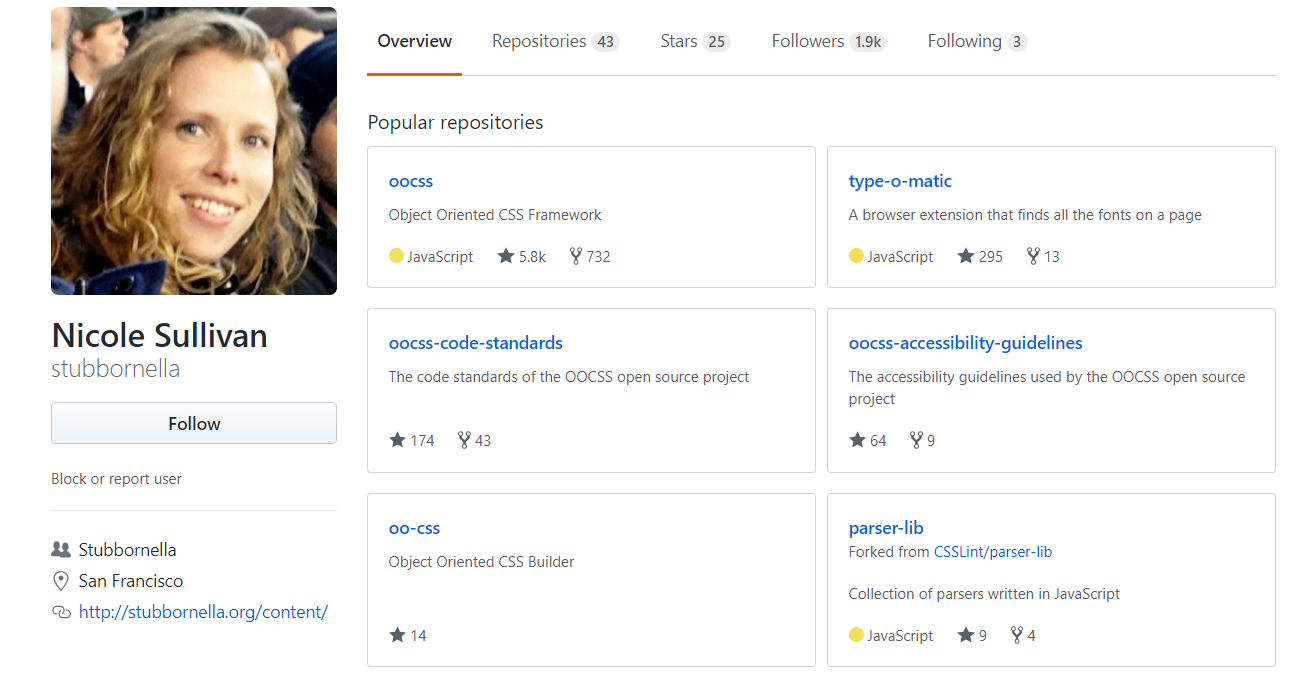 Overview Repositories 43 Stars 25 Followers 1.9k Following 3
Popular repositories
oocss
Object Oriented CSS Framework
JavaScript 5.8k 732
type-o-matic
A browser extension that finds all the fonts on a page
JavaScript 295 13
Nicole Sullivan
stubbornella
Follow
Block or report user
Stubbornella
San Francisco
http://stubbornella.org/content/
oocss-code-standards
The code standards of the OOCSS open source project
174 43
oocss-accessibility-guidelines
The accessibility guidelines used by the OOCSS open source
project
64 9
oo-css
Object Oriented CSS Builder
14
parser-lib
Forked from CSSLint/parser-lib
Collection of parsers written in JavaScript
JavaScript 9 4